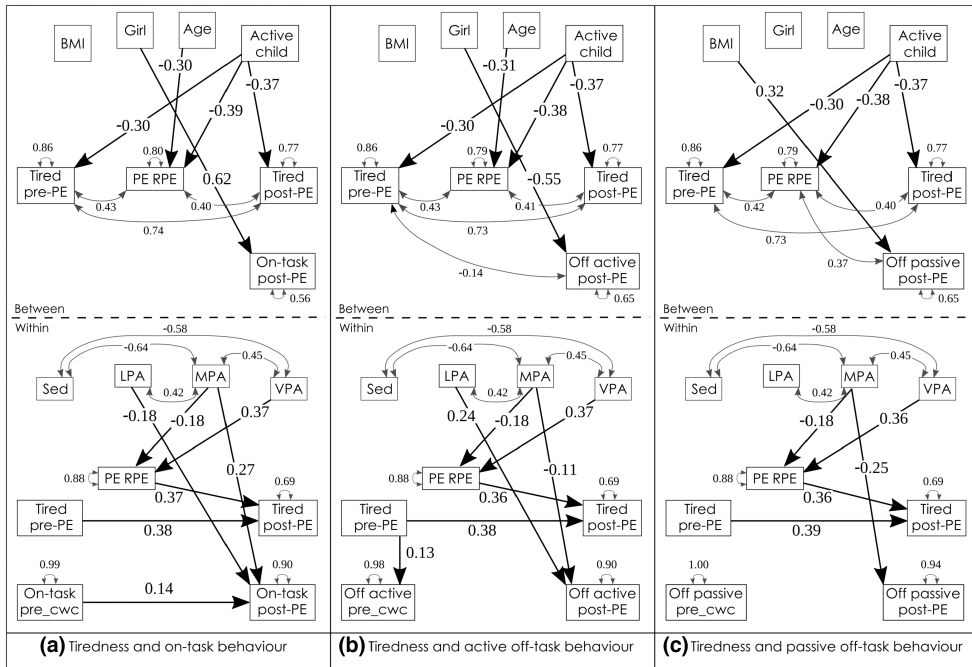 BMI
Girl
Age
Active
child
-0.30
-0.37
-0.39
-0.30
0.86
0.80
0.77
Tired
pre-PE
PE RPE
0.62
Tired
post-PE
0.43
0.40
0.74
On-task
post-PE
0.56
Between
Within
-0.58
-0.64
0.45
Sed
LPA
MPA
VPA
0.42
-0.18
-0.18
0.37
0.27
0.88
PE RPE
0.37
0.69
Tired
pre-PE
0.38
Tired
post-PE
0.99
0.90
On-task
pre_cwc
0.14
On-task
post-PE
(a) Tiredness and on-task behaviour
BMI
Girl
Age
Active
child
-0.31
-0.37
-0.38
-0.30
0.86
0.79
0.77
Tired
pre-PE
PE RPE
-0.55
Tired
post-PE
0.43
0.41
0.73
-0.14
Off active
post-PE
0.65
Between
Within
-0.58
-0.64
0.45
Sed
LPA
MPA
VPA
0.42
0.24
-0.18
0.37
-0.11
0.88
PE RPE
0.36
0.69
Tired
pre-PE
0.38
Tired
post-PE
0.13
0.98
0.90
Off active
pre_cwc
Off active
post-PE
(b) Tiredness and active off-task behaviour
BMI
Girl
Age
Active
child
0.32
-0.37
-0.38
-0.30
0.86
0.79
0.77
Tired
pre-PE
PE RPE
Tired
post-PE
0.42
0.40
0.73
0.37
Off passive
post-PE
0.65
Between
Within
-0.58
-0.64
0.45
Sed
LPA
MPA
VPA
0.42
-0.18
0.36
-0.25
0.88
PE RPE
0.36
0.69
Tired
pre-PE
0.39
Tired
post-PE
1.00
0.94
Off passive
pre_cwc
Off passive
post-PE
(c) Tiredness and passive off-task behaviour